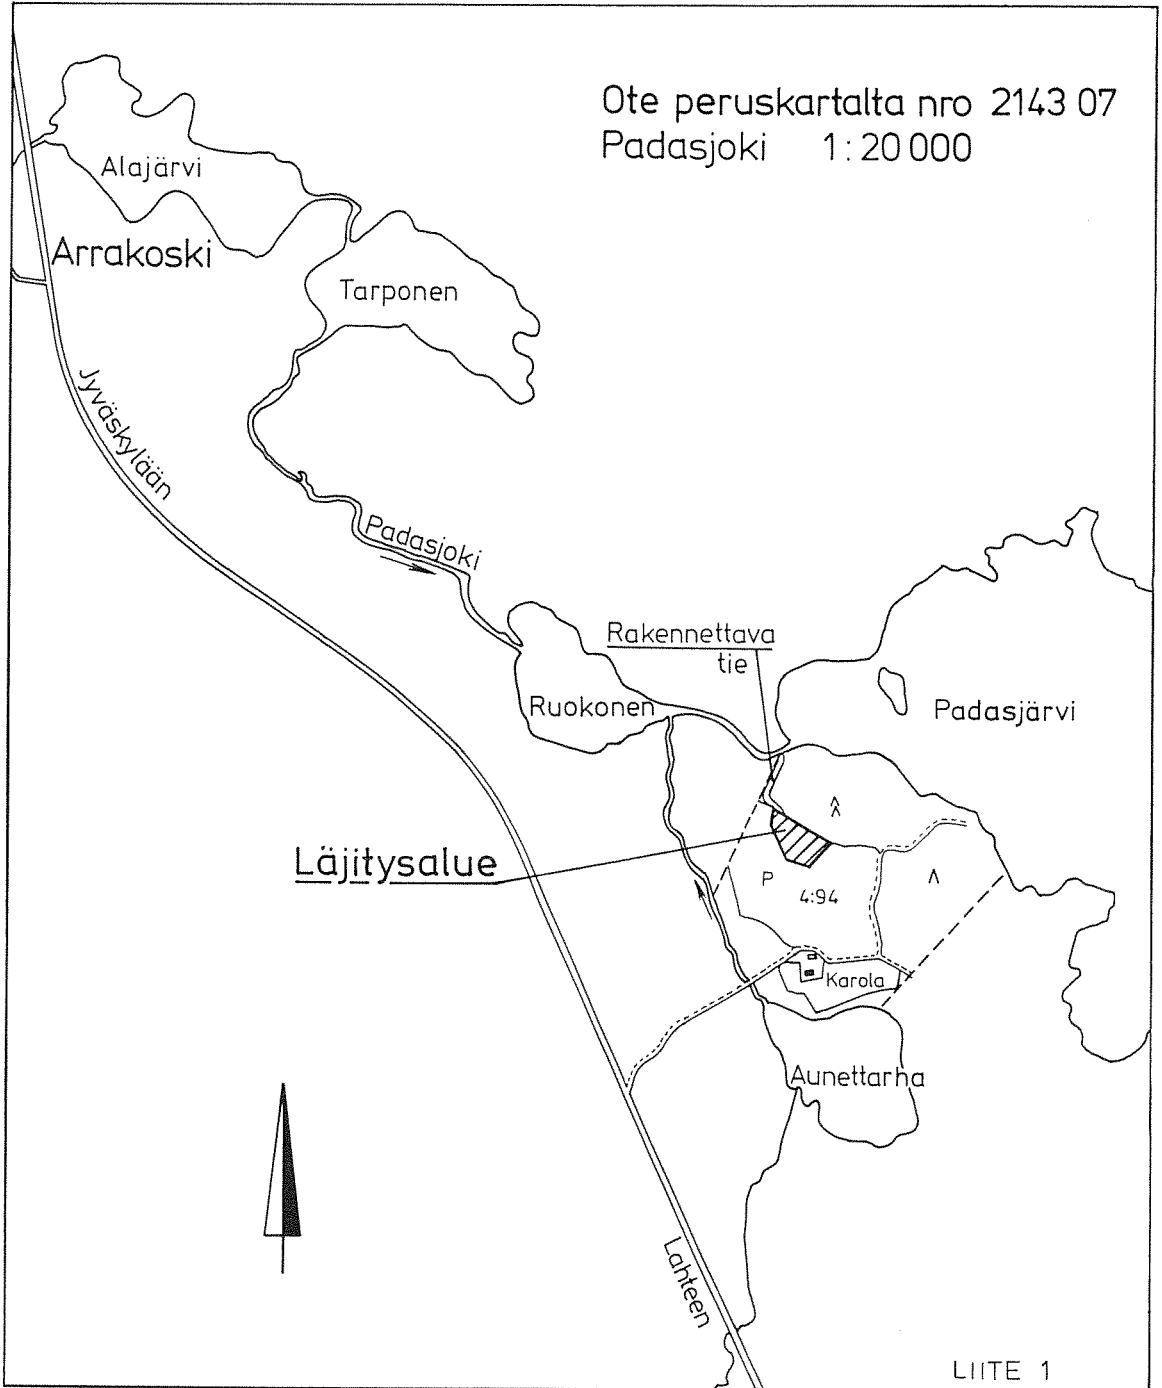 Ote peruskartalta nro 2143 07
Padasjoki 1:20 000
Alajärvi
Arrakoski
Tarponen
Jyväskylään
Padasjoki
Rakennettava
tie
Ruokonen
Padasjärvi
Läjitysalue
P
4:94
Karola
Aunettarha
Lahteen
LIITE 1